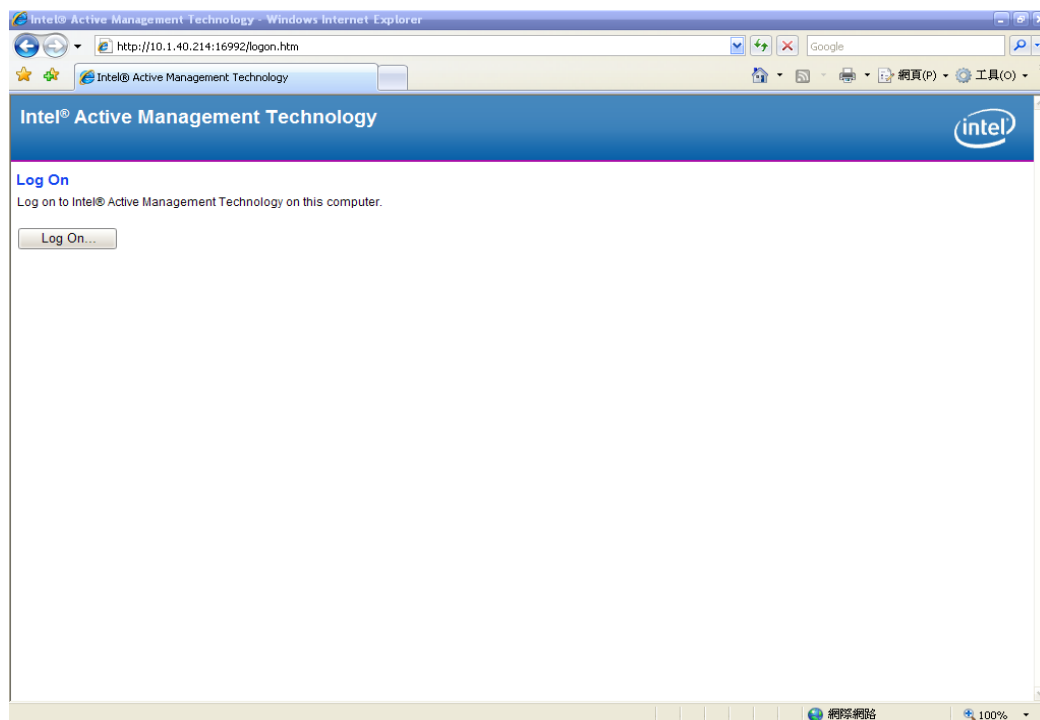 Intel® Active Management Technology - Windows Internet Explorer
http://10.1.40.214:16992/logon.htm
Google
Intel® Active Management Technology
網頁(P)
工具(O)
Intel® Active Management Technology
intel
Log On
Log on to Intel® Active Management Technology on this computer.
Log On...
網際網路
100%